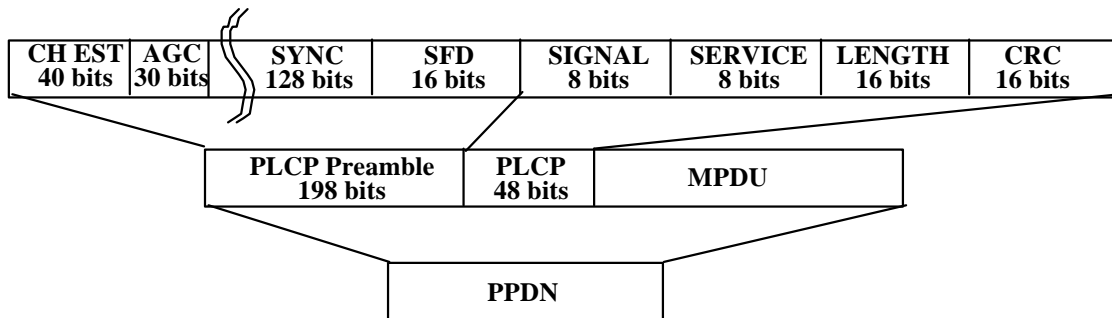 CH EST AGC SYNC SFD SIGNAL SERVICE LENGTH CRC
40 bits 30 bits 128 bits 16 bits 8 bits 8 bits 16 bits 16 bits
PLCP Preamble PLCP MPDU
198 bits 48 bits
PPDN